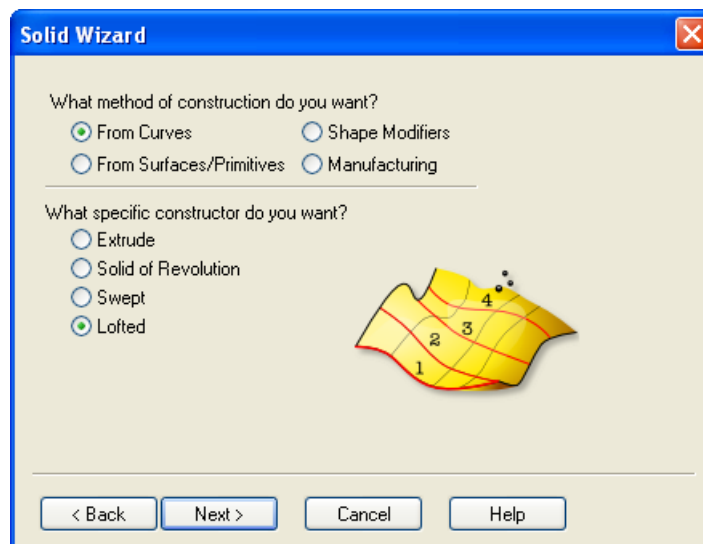 Solid Wizard
What method of construction do you want?
From Curves
Shape Modifiers
From Surfaces/Primitives
Manufacturing
What specific constructor do you want?
Extrude
Solid of Revolution
Swept
Lofted
1
2
3
4
< Back
Next >
Cancel
Help